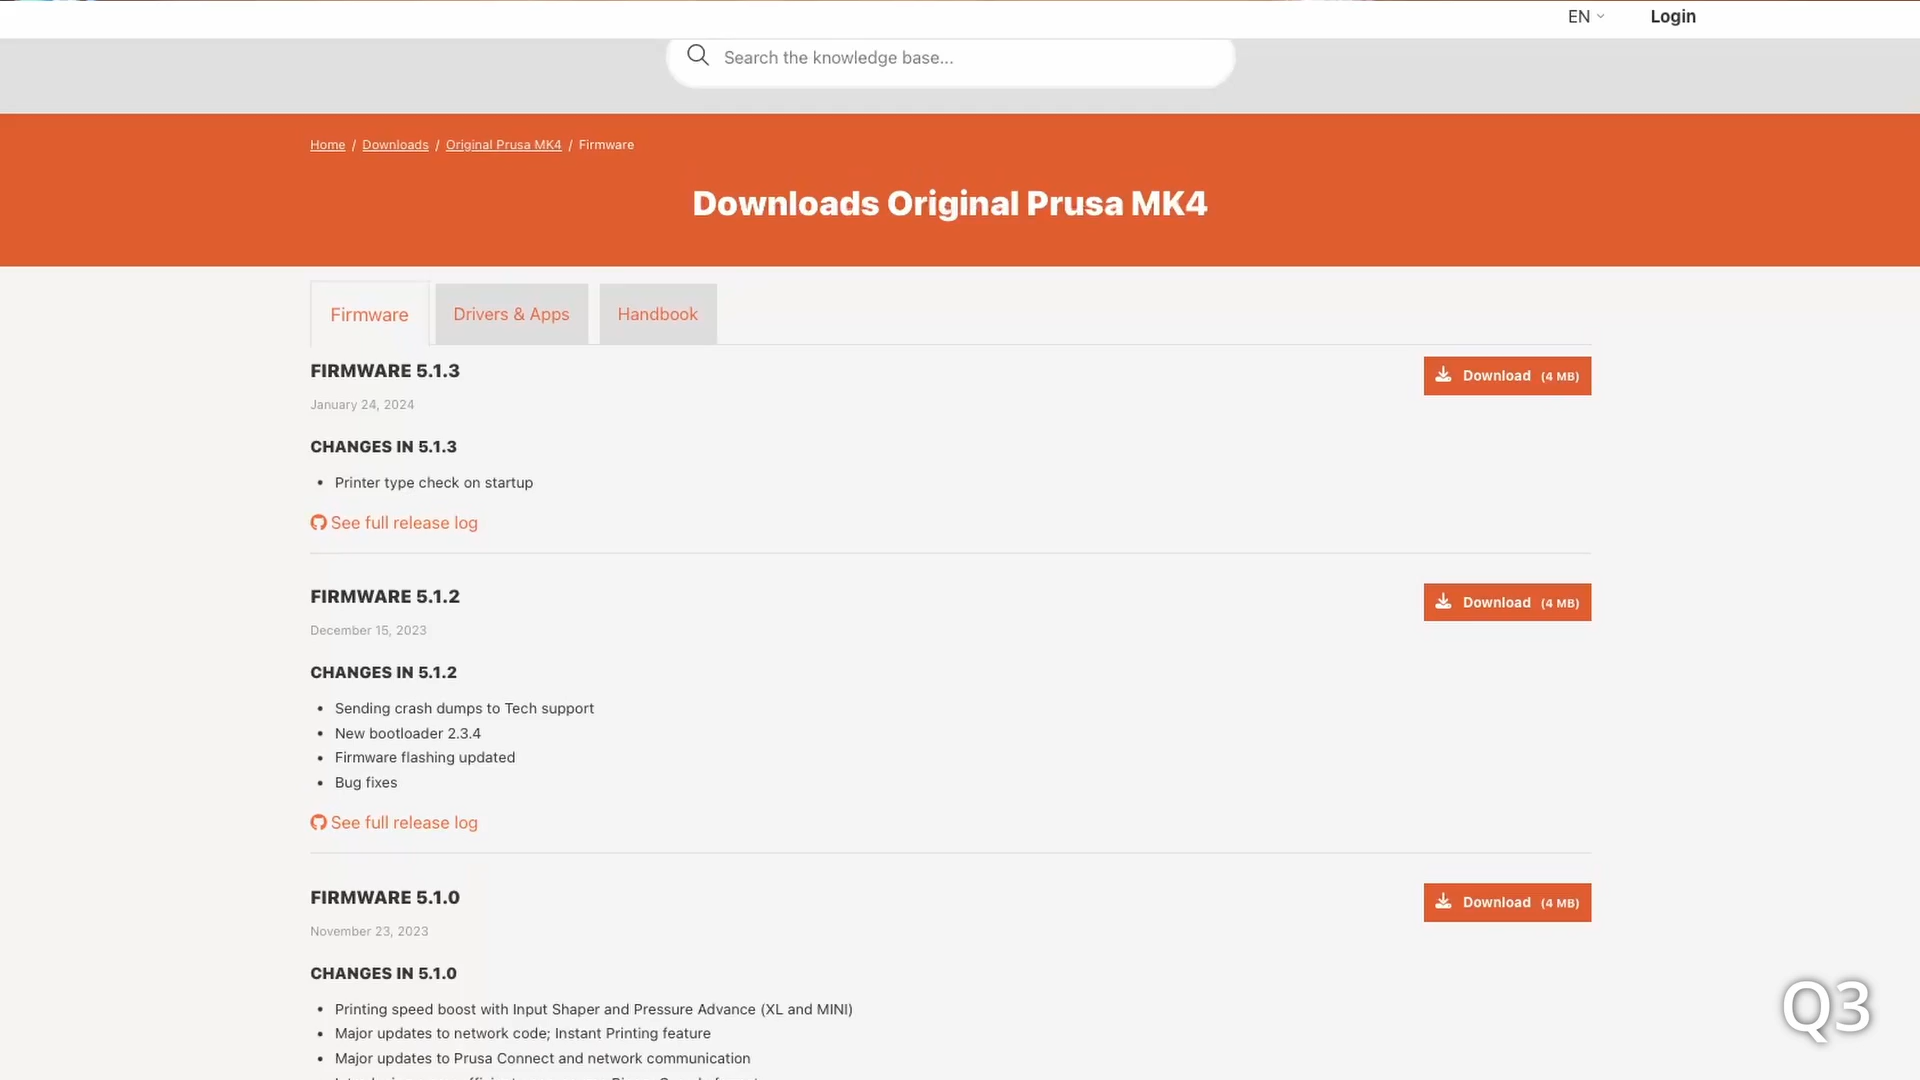 EN
Login
Search the knowledge base...
Home / Downloads / Original Prusa MK4 / Firmware
Downloads Original Prusa MK4
Firmware
Drivers & Apps
Handbook
FIRMWARE 5.1.3
Download (4 MB)
January 24, 2024
CHANGES IN 5.1.3
• Printer type check on startup
See full release log
FIRMWARE 5.1.2
Download (4 MB)
December 15, 2023
CHANGES IN 5.1.2
• Sending crash dumps to Tech support
• New bootloader 2.3.4
• Firmware flashing updated
• Bug fixes
See full release log
FIRMWARE 5.1.0
Download (4 MB)
November 23, 2023
CHANGES IN 5.1.0
• Printing speed boost with Input Shaper and Pressure Advance (XL and MINI)
• Major updates to network code; Instant Printing feature
• Major updates to Prusa Connect and network communication
Q3